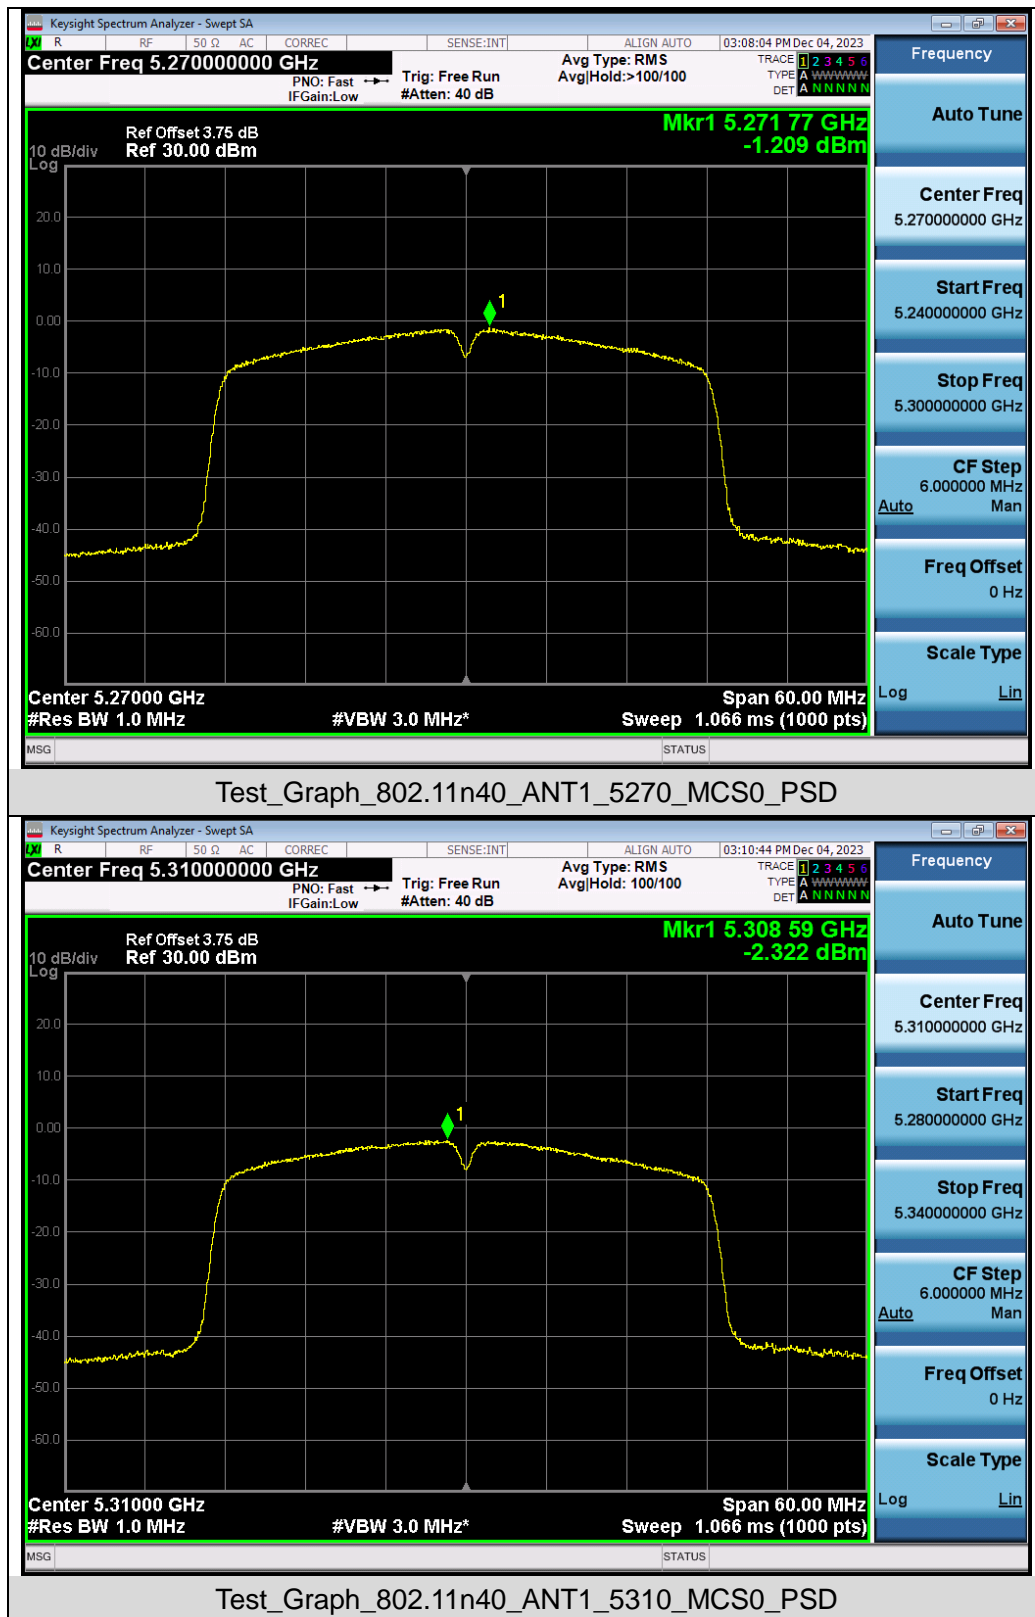 Keysight Spectrum Analyzer - Swept SA
LXI R RF 50 Ω AC CORREC SENSE:INT ALIGN AUTO 03:08:04 PM Dec 04, 2023
Center Freq 5.270000000 GHz
PNO: Fast
IFGain:Low
Trig: Free Run
#Atten: 40 dB
Avg Type: RMS
Avg|Hold:>100/100
TRACE 1 2 3 4 5 6
TYPE A WWWWW
DET A N N N N N
Ref Offset 3.75 dB
10 dB/div Ref 30.00 dBm
Log
Mkr1 5.271 77 GHz
-1.209 dBm
20.0
10.0
0.00
-10.0
-20.0
-30.0
-40.0
-50.0
-60.0
1
Center 5.27000 GHz Span 60.00 MHz
#Res BW 1.0 MHz #VBW 3.0 MHz* Sweep 1.066 ms (1000 pts)
MSG STATUS
Frequency
Auto Tune
Center Freq
5.270000000 GHz
Start Freq
5.240000000 GHz
Stop Freq
5.300000000 GHz
CF Step
6.000000 MHz
Auto Man
Freq Offset
0 Hz
Scale Type
Log Lin
Test_Graph_802.11n40_ANT1_5270_MCS0_PSD
Keysight Spectrum Analyzer - Swept SA
LXI R RF 50 Ω AC CORREC SENSE:INT ALIGN AUTO 03:10:44 PM Dec 04, 2023
Center Freq 5.310000000 GHz
PNO: Fast
IFGain:Low
Trig: Free Run
#Atten: 40 dB
Avg Type: RMS
Avg|Hold: 100/100
TRACE 1 2 3 4 5 6
TYPE A WWWWW
DET A N N N N N
Ref Offset 3.75 dB
10 dB/div Ref 30.00 dBm
Log
Mkr1 5.308 59 GHz
-2.322 dBm
20.0
10.0
0.00
-10.0
-20.0
-30.0
-40.0
-50.0
-60.0
1
Center 5.31000 GHz Span 60.00 MHz
#Res BW 1.0 MHz #VBW 3.0 MHz* Sweep 1.066 ms (1000 pts)
MSG STATUS
Frequency
Auto Tune
Center Freq
5.310000000 GHz
Start Freq
5.280000000 GHz
Stop Freq
5.340000000 GHz
CF Step
6.000000 MHz
Auto Man
Freq Offset
0 Hz
Scale Type
Log Lin
Test_Graph_802.11n40_ANT1_5310_MCS0_PSD